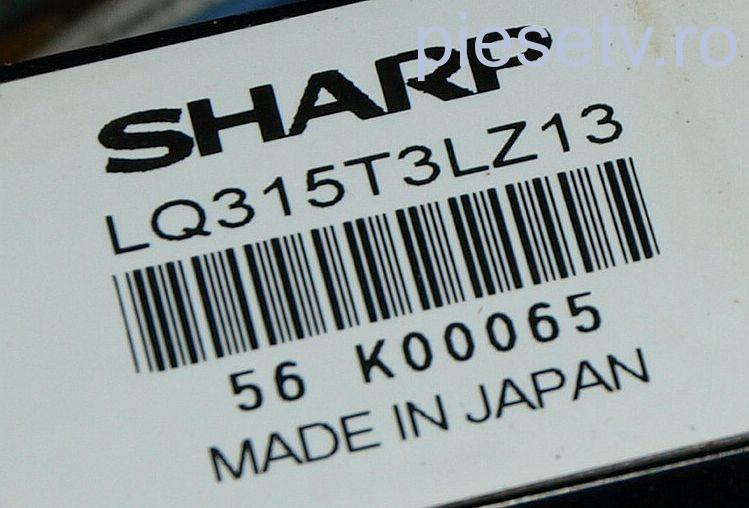 piesetv.ro
SHARP
LQ315T3LZ13
56 K00065
MADE IN JAPAN